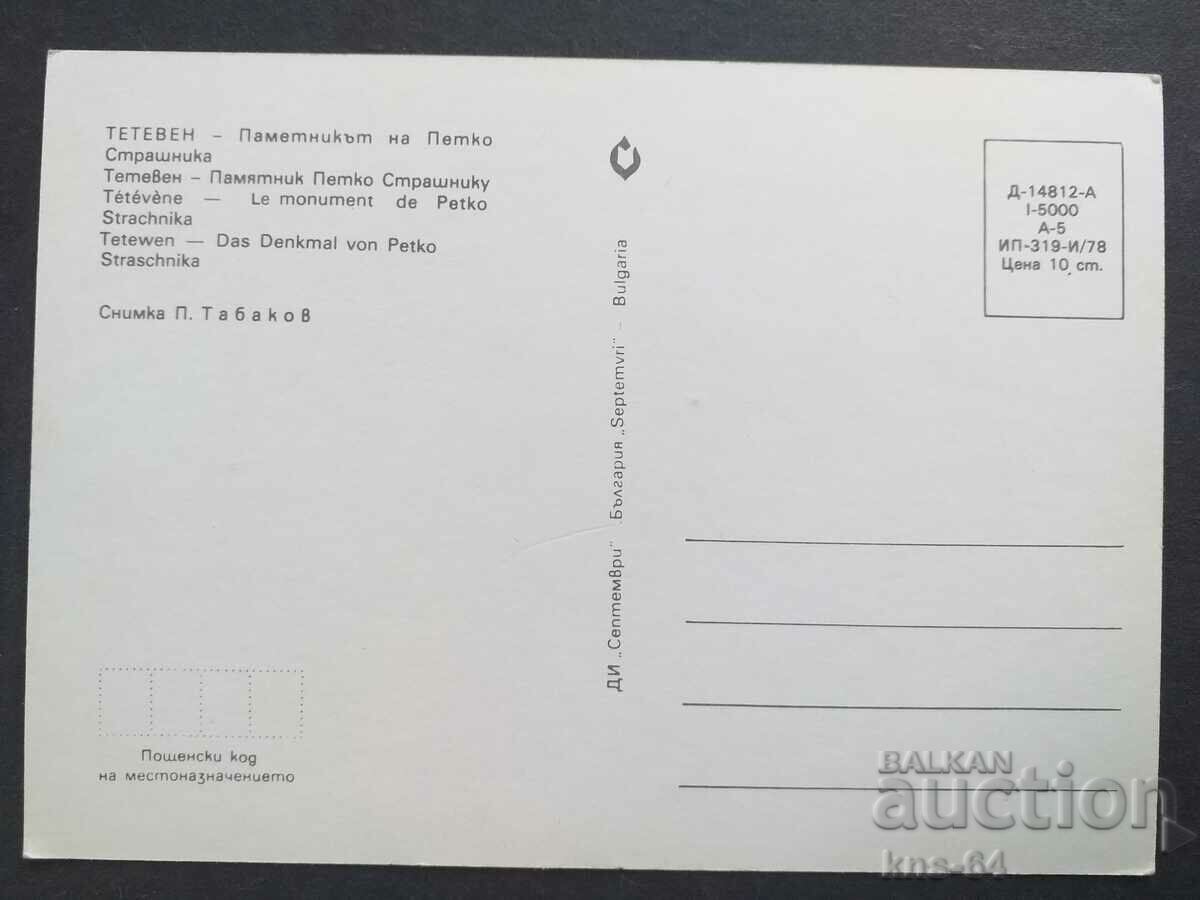 ТЕТЕВЕН – Паметникът на Петко
Страшника
Тетевен – Памятник Петко Страшнику
Tétévène — Le monument de Petko
Strachnika
Tetewen — Das Denkmal von Petko
Straschnika
Снимка П. Табаков
ДИ „Септември" България „Septemvri" – Bulgaria
Д-14812-А
I-5000
А-5
ИП-319-И/78
Цена 10 ст.
Пощенски код
на местоназначението
BALKAN
auction
kns-64